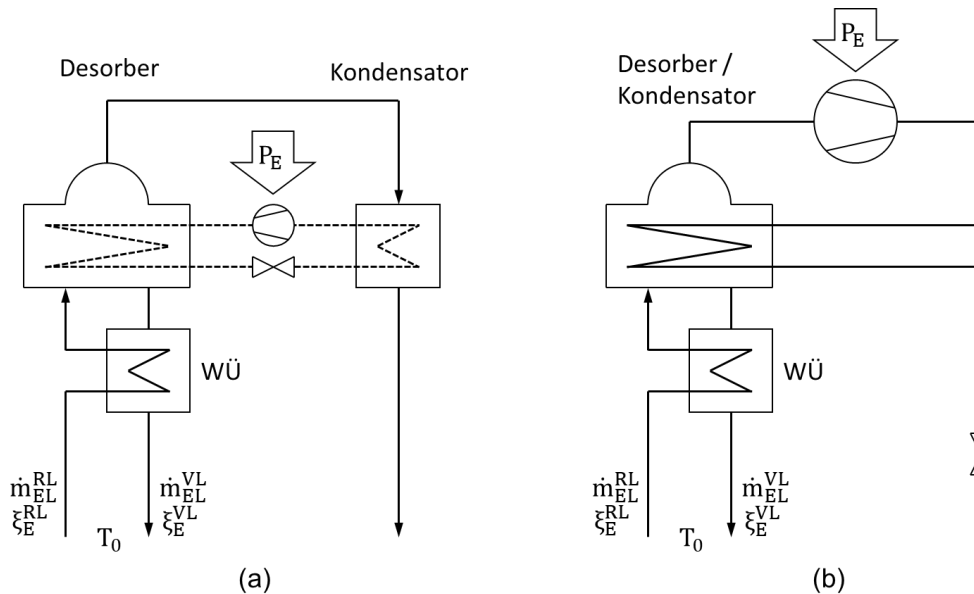 Desorber
Kondensator
P_E
WÜ
ṁ_EL^RL
ξ_E^RL
T_0
ṁ_EL^VL
ξ_E^VL
(a)
P_E
Desorber /
Kondensator
WÜ
ṁ_EL^RL
ξ_E^RL
T_0
ṁ_EL^VL
ξ_E^VL
(b)